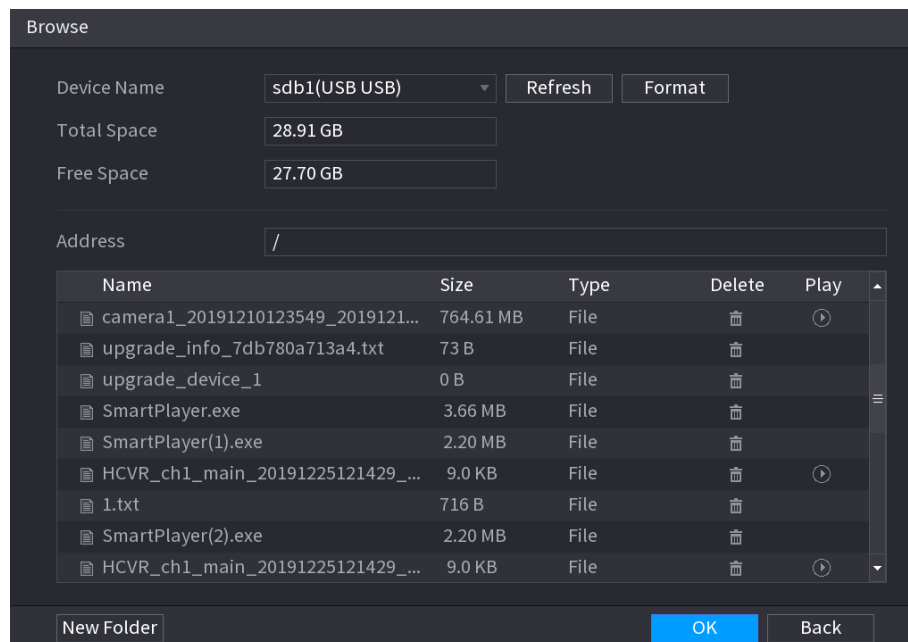 Browse
Device Name sdb1(USB USB) Refresh Format
Total Space 28.91 GB
Free Space 27.70 GB
Address /
Name Size Type Delete Play
camera1_20191210123549_2019121... 764.61 MB File
upgrade_info_7db780a713a4.txt 73 B File
upgrade_device_1 0 B File
SmartPlayer.exe 3.66 MB File
SmartPlayer(1).exe 2.20 MB File
HCVR_ch1_main_20191225121429_... 9.0 KB File
1.txt 716 B File
SmartPlayer(2).exe 2.20 MB File
HCVR_ch1_main_20191225121429_... 9.0 KB File
New Folder OK Back